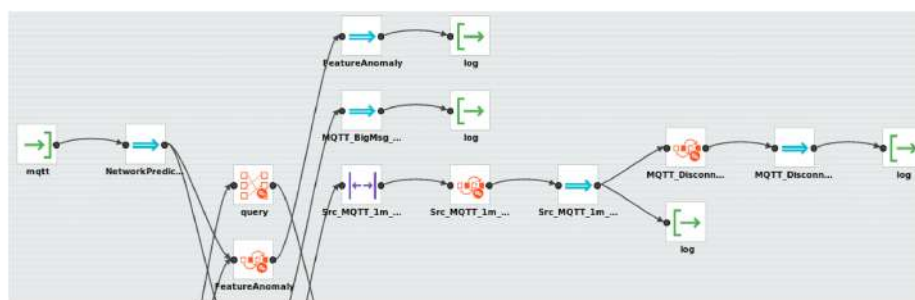 FeatureAnomaly
log
MQTT_BigMsg_...
log
mqtt
NetworkPredic...
query
Src_MQTT_1m_...
Src_MQTT_1m_...
Src_MQTT_1m_...
MQTT_Disconn...
MQTT_Disconn...
log
log
FeatureAnomaly